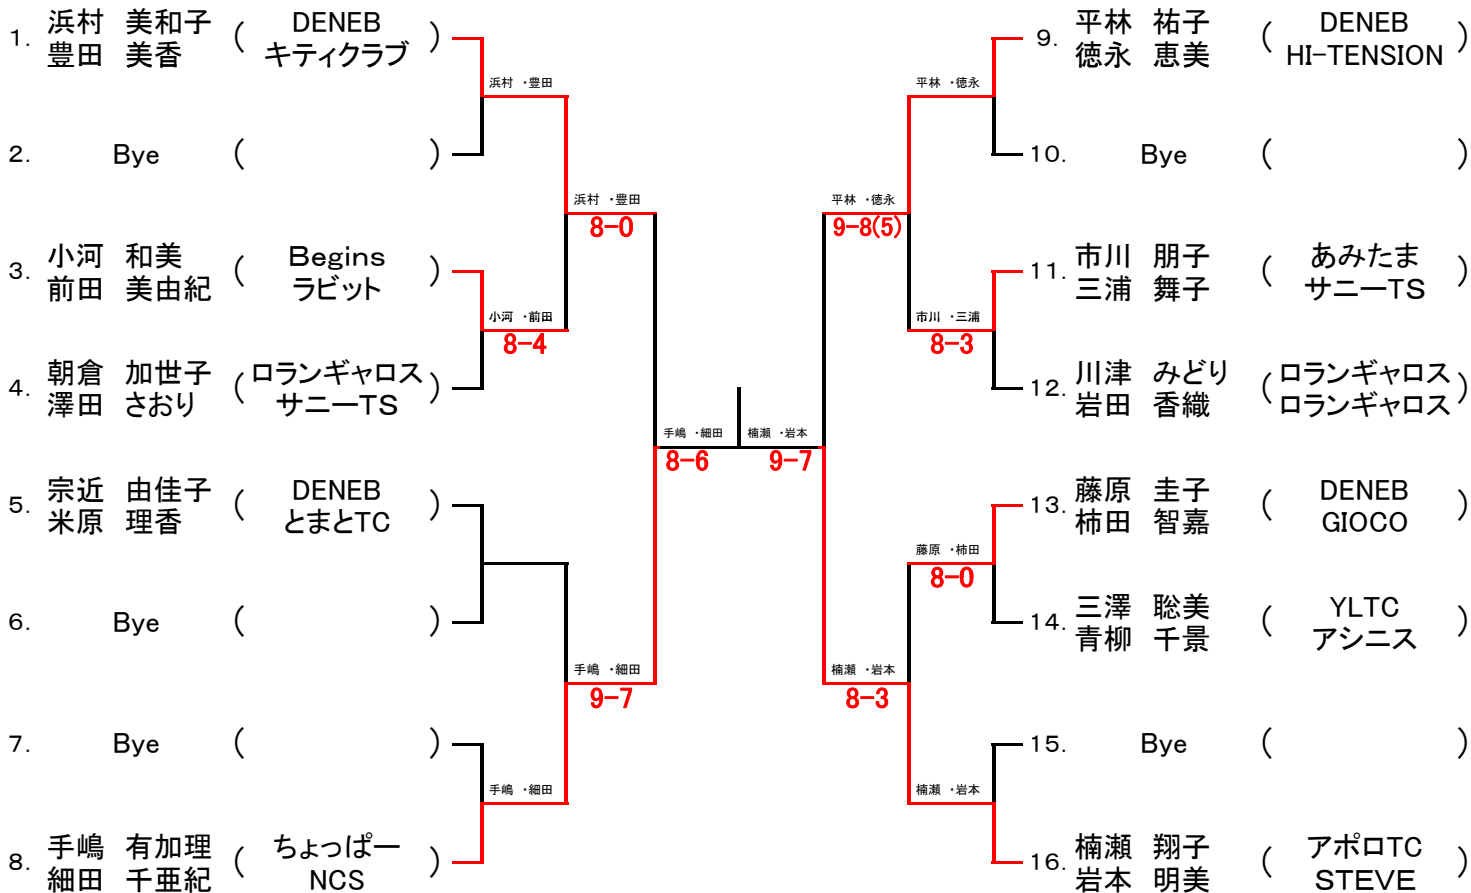 1. 浜村 美和子 ( DENEB )
豊田 美香 キティクラブ
浜村 ・豊田
2. Bye ( )
浜村 ・豊田
8-0
3. 小河 和美 ( Begins )
前田 美由紀 ラビット
小河 ・前田
8-4
4. 朝倉 加世子 ( ロランギャロス )
澤田 さおり サニーTS
手嶋 ・細田
8-6
5. 宗近 由佳子 ( DENEB )
米原 理香 とまとTC
6. Bye ( )
手嶋 ・細田
9-7
7. Bye ( )
手嶋 ・細田
8. 手嶋 有加理 ( ちょっぱー )
細田 千亜紀 NCS
9. 平林 祐子 ( DENEB )
徳永 恵美 HI-TENSION
平林 ・徳永
10. Bye ( )
平林 ・徳永
9-8(5)
11. 市川 朋子 ( あみたま )
三浦 舞子 サニーTS
市川 ・三浦
8-3
12. 川津 みどり ( ロランギャロス )
岩田 香織 ロランギャロス
楠瀬 ・岩本
9-7
13. 藤原 圭子 ( DENEB )
柿田 智嘉 GIOCO
藤原 ・柿田
8-0
14. 三澤 聡美 ( YLTC )
青柳 千景 アシニス
楠瀬 ・岩本
8-3
15. Bye ( )
楠瀬 ・岩本
16. 楠瀬 翔子 ( アポロTC )
岩本 明美 STEVE